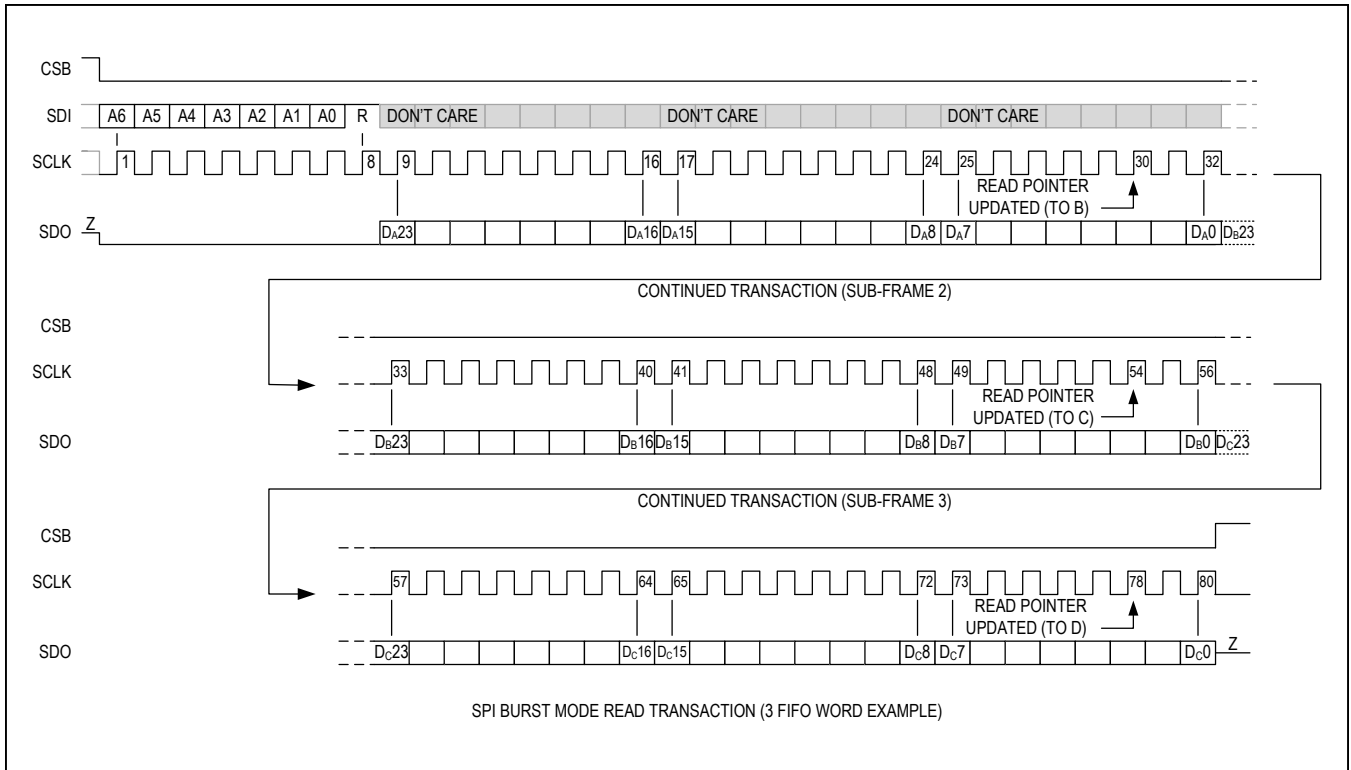 CSB
SDI A6 A5 A4 A3 A2 A1 A0 R DON'T CARE DON'T CARE DON'T CARE
SCLK 1 8 9 16 17 24 25 30 32
READ POINTER
UPDATED (TO B)
SDO Z DA23 DA16 DA15 DA8 DA7 DA0 DB23
CONTINUED TRANSACTION (SUB-FRAME 2)
CSB
SCLK 33 40 41 48 49 54 56
READ POINTER
UPDATED (TO C)
SDO DB23 DB16 DB15 DB8 DB7 DB0 DC23
CONTINUED TRANSACTION (SUB-FRAME 3)
CSB
SCLK 57 64 65 72 73 78 80
READ POINTER
UPDATED (TO D)
SDO DC23 DC16 DC15 DC8 DC7 DC0 Z
SPI BURST MODE READ TRANSACTION (3 FIFO WORD EXAMPLE)